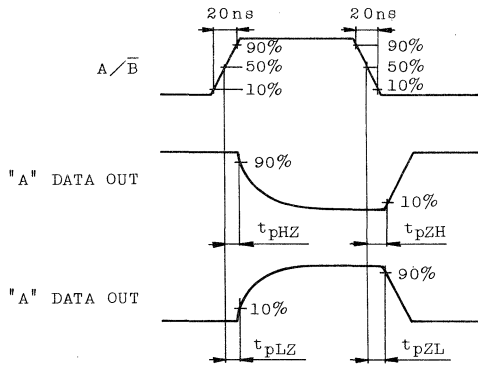 20ns 20ns
90% 90%
A/B̅ 50% 50%
10% 10%
"A" DATA OUT 90% 10%
tpHZ tpZH
"A" DATA OUT 10% 90%
tpLZ tpZL